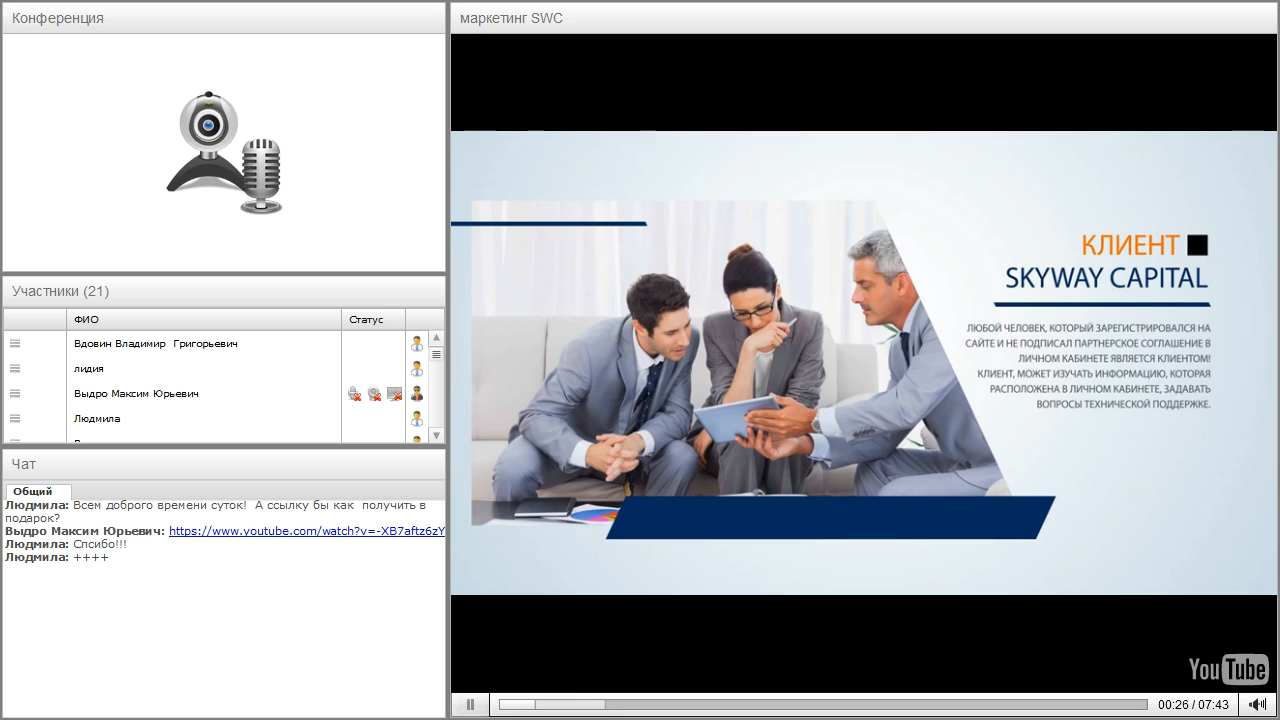 Конференция
Участники (21)
ФИО
Статус
Вдовин Владимир Григорьевич
лидия
Выдро Максим Юрьевич
Людмила
Чат
Общий
Людмила: Всем доброго времени суток! А ссылку бы как получить в
подарок?
Выдро Максим Юрьевич: https://www.youtube.com/watch?v=-XB7aftz6zY
Людмила: Спсибо!!!
Людмила: ++++
маркетинг SWC
КЛИЕНТ
SKYWAY CAPITAL
ЛЮБОЙ ЧЕЛОВЕК, КОТОРЫЙ ЗАРЕГИСТРИРОВАЛСЯ НА
САЙТЕ И НЕ ПОДПИСАЛ ПАРТНЕРСКОЕ СОГЛАШЕНИЕ В
ЛИЧНОМ КАБИНЕТЕ ЯВЛЯЕТСЯ КЛИЕНТОМ!
КЛИЕНТ, МОЖЕТ ИЗУЧАТЬ ИНФОРМАЦИЮ, КОТОРАЯ
РАСПОЛОЖЕНА В ЛИЧНОМ КАБИНЕТЕ, ЗАДАВАТЬ
ВОПРОСЫ ТЕХНИЧЕСКОЙ ПОДДЕРЖКЕ.
YouTube
00:26 / 07:43